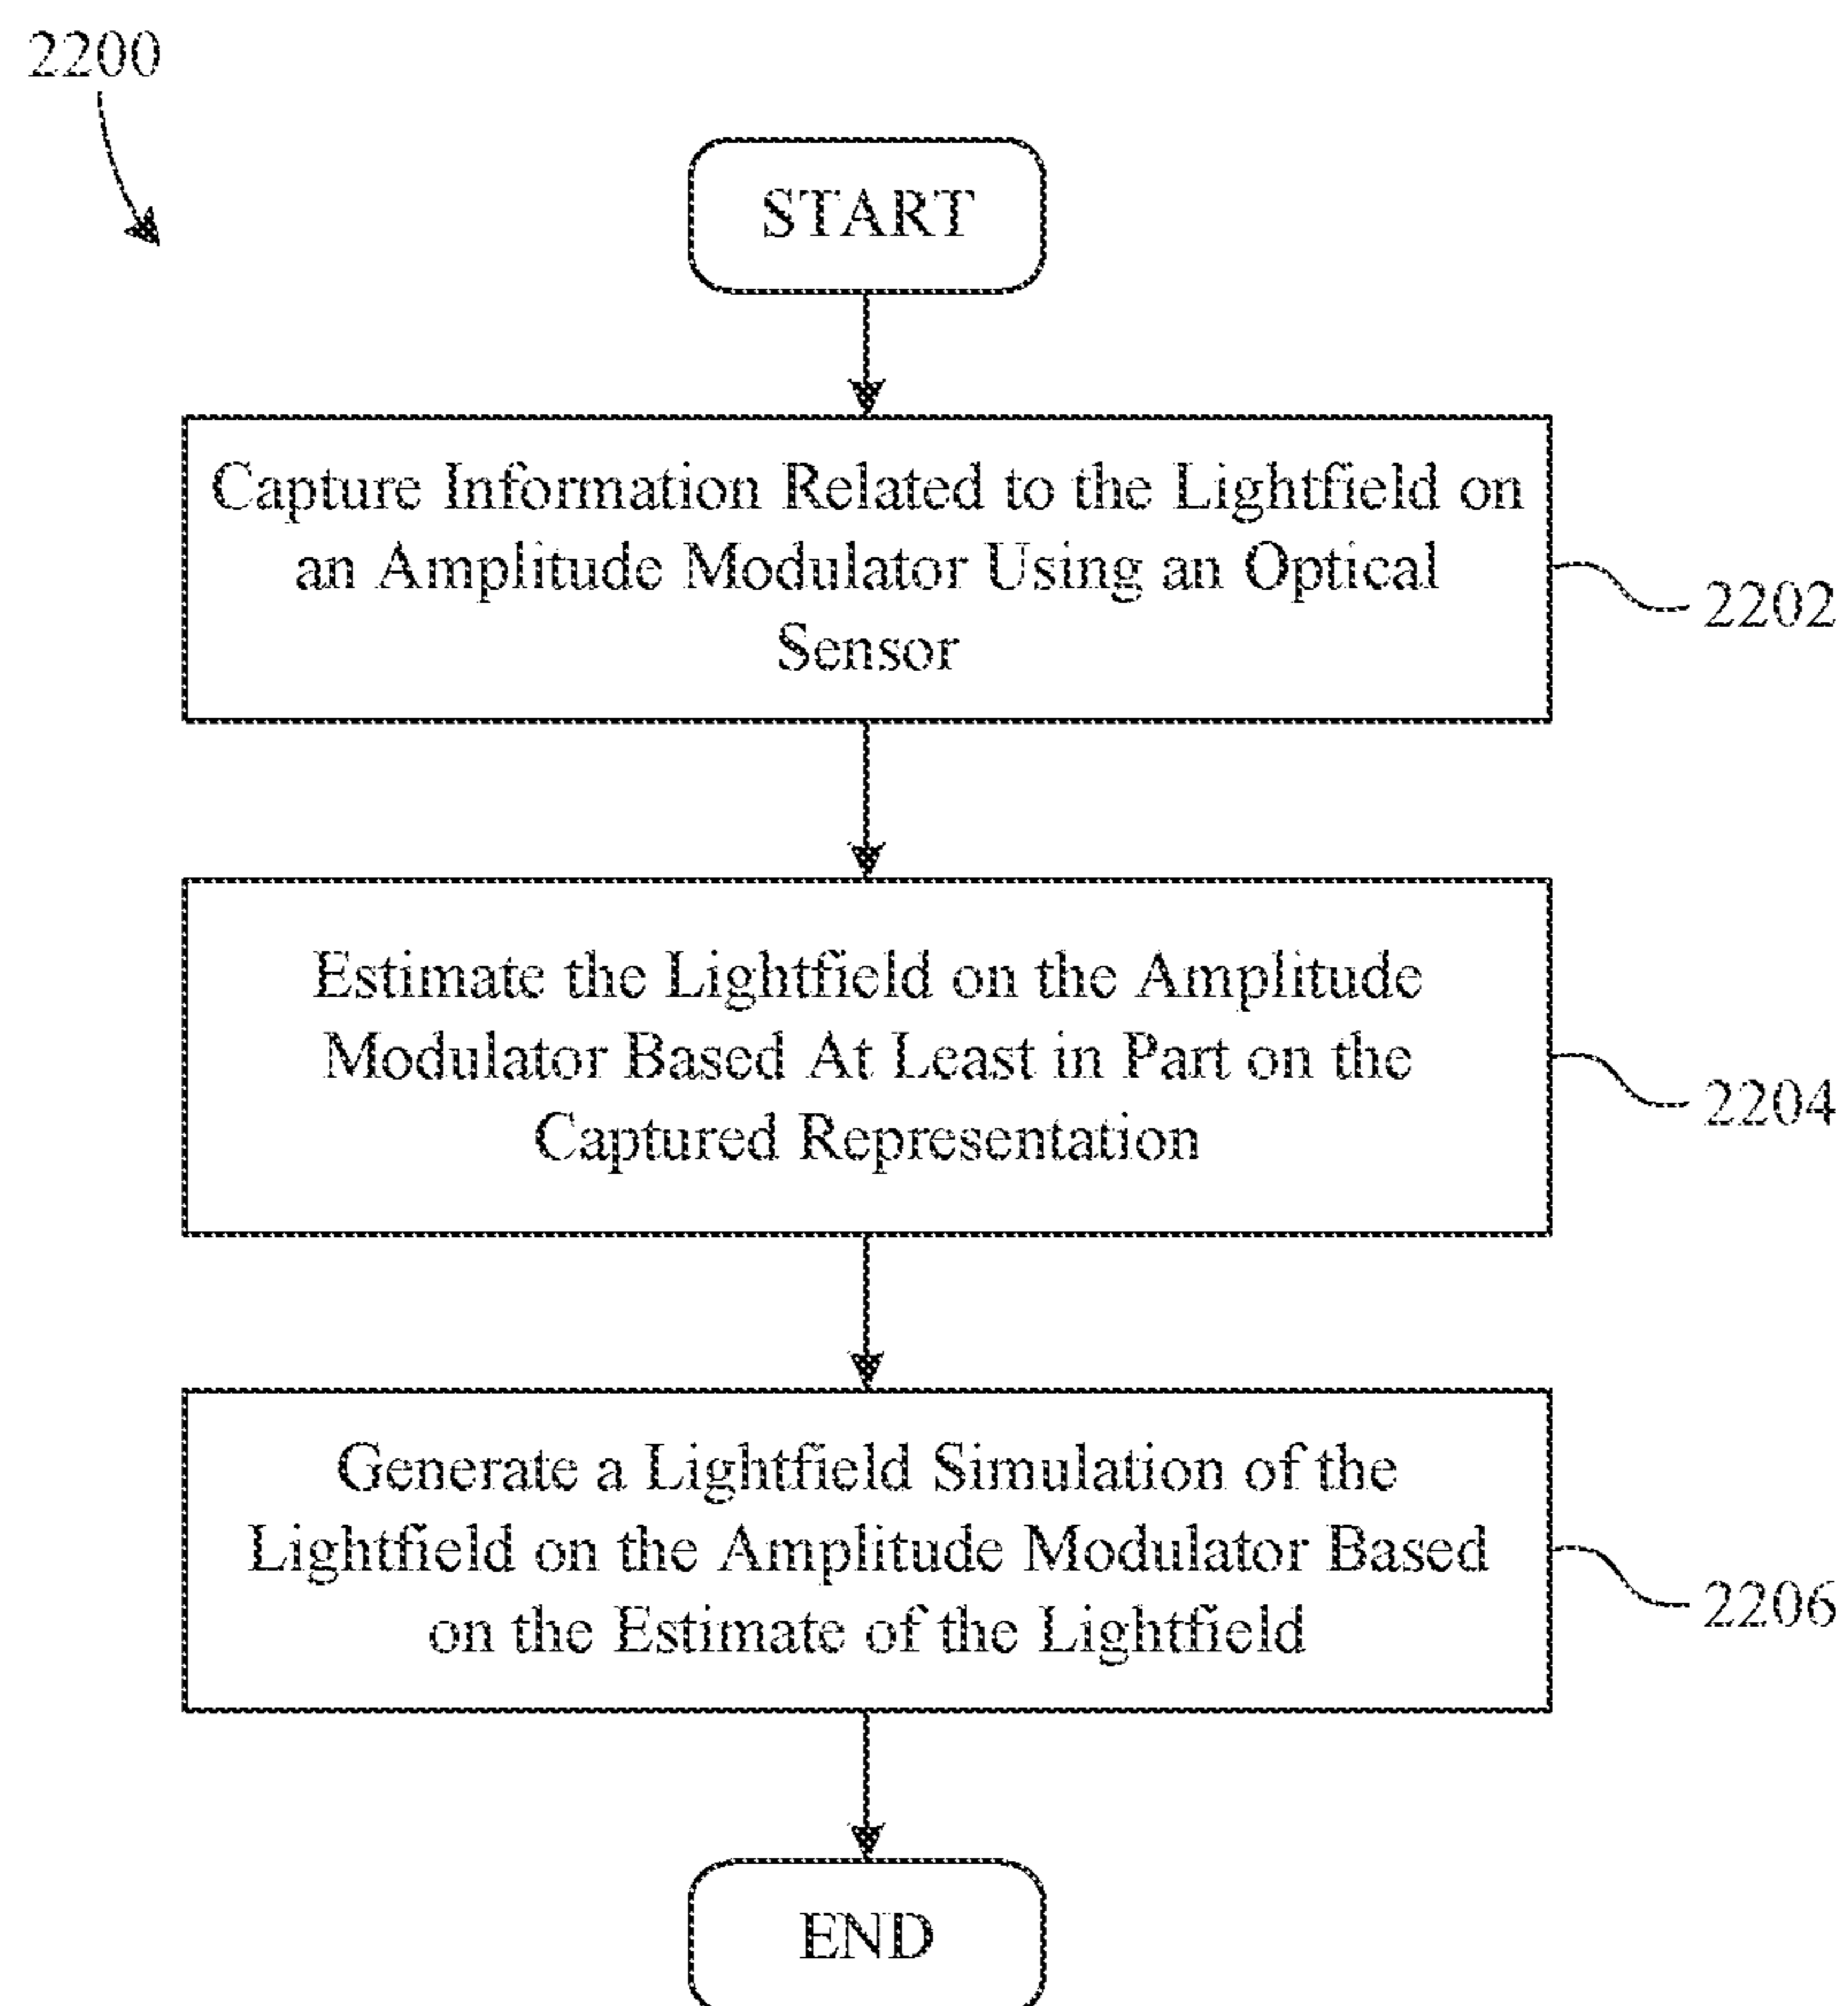 2200
START
Capture Information Related to the Lightfield on
an Amplitude Modulator Using an Optical
Sensor
2202
Estimate the Lightfield on the Amplitude
Modulator Based At Least in Part on the
Captured Representation
2204
Generate a Lightfield Simulation of the
Lightfield on the Amplitude Modulator Based
on the Estimate of the Lightfield
2206
END